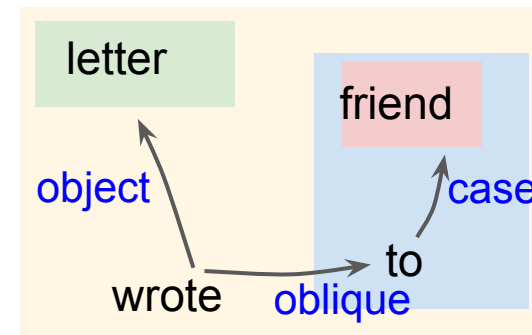 letter
friend
object
case
to
wrote
oblique